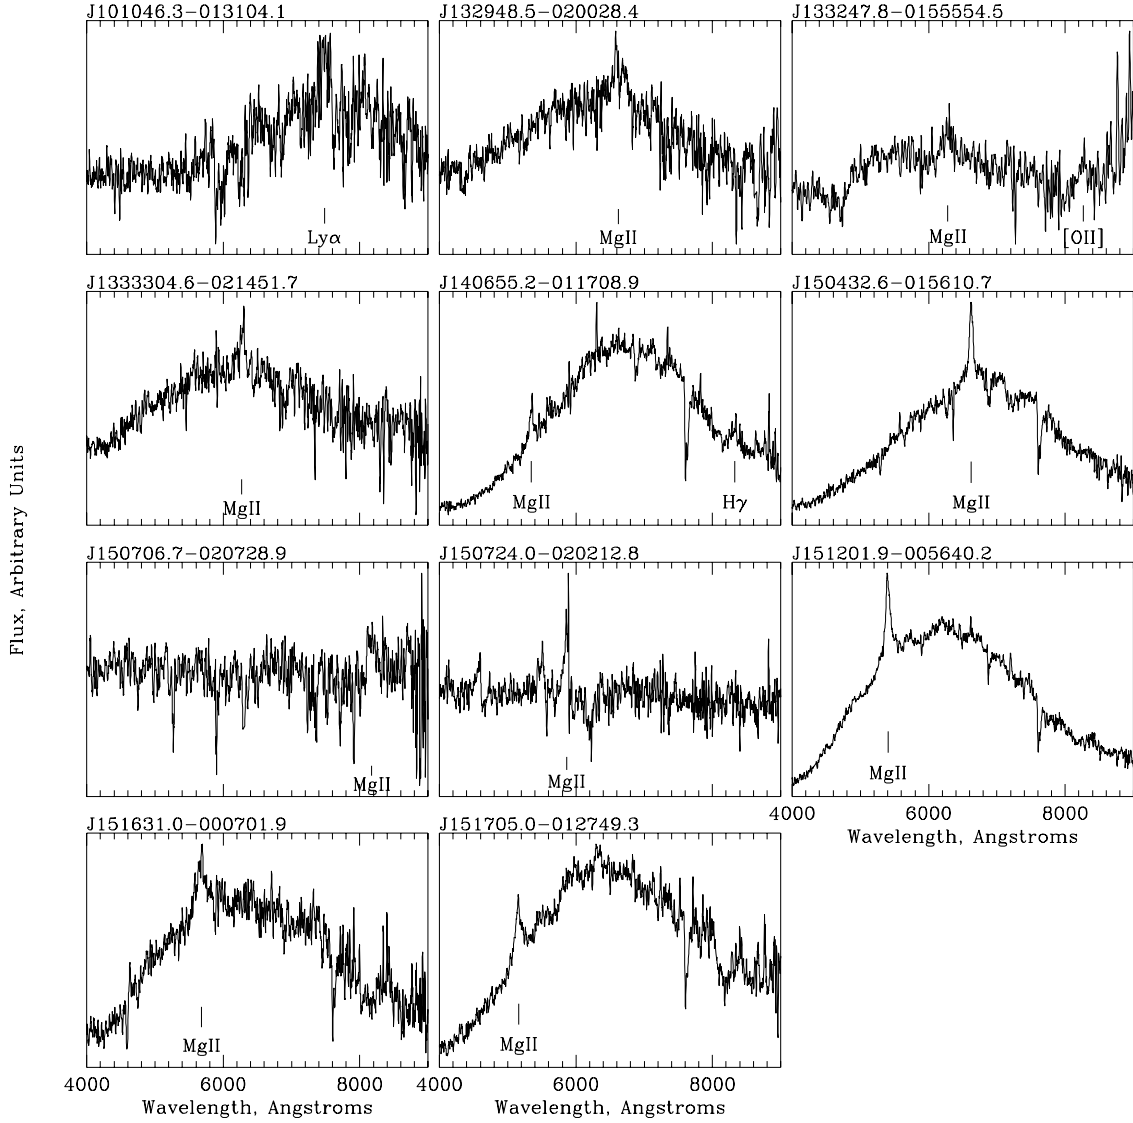 J101046.3−013104.1
J132948.5−020028.4
J133247.8−0155554.5
Lyα
MgII
MgII
[OII]
J1333304.6−021451.7
J140655.2−011708.9
J150432.6−015610.7
MgII
MgII
Hγ
MgII
Flux, Arbitrary Units
J150706.7−020728.9
J150724.0−020212.8
J151201.9−005640.2
MgII
MgII
MgII
4000
6000
8000
Wavelength, Angstroms
J151631.0−000701.9
J151705.0−012749.3
MgII
MgII
4000
6000
8000
4000
6000
8000
Wavelength, Angstroms
Wavelength, Angstroms